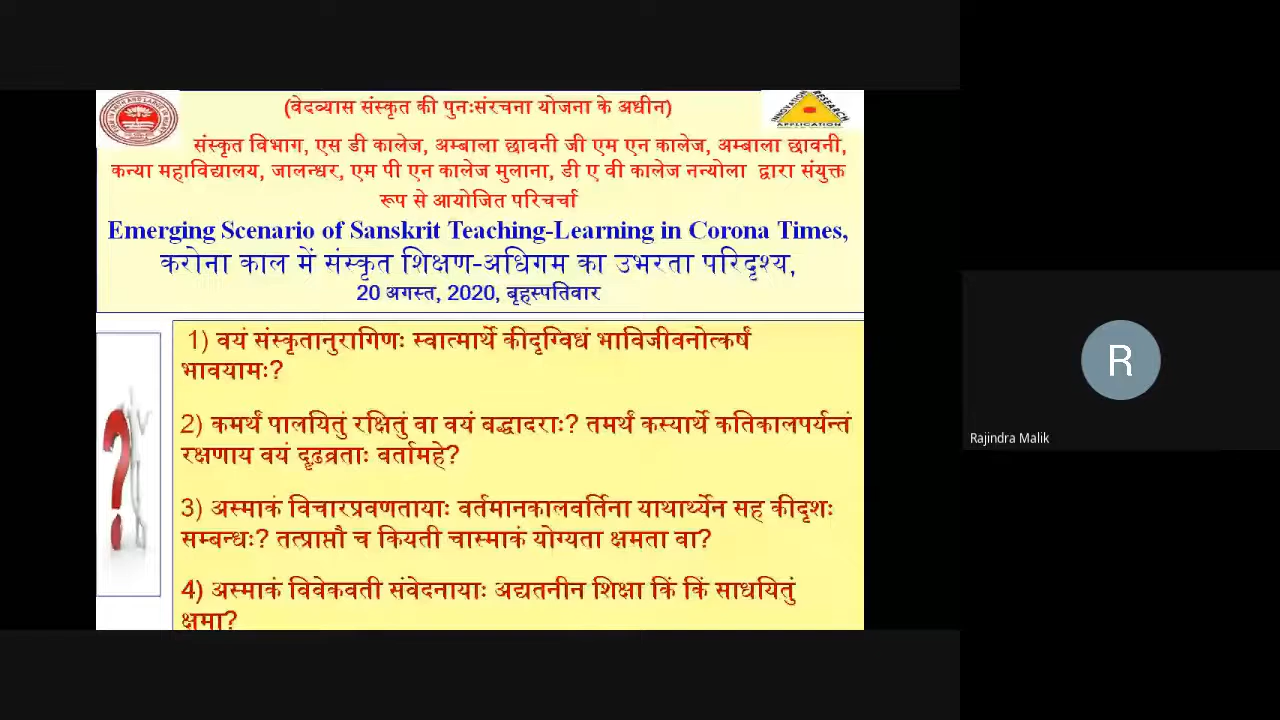 (वेदव्यास संस्कृत की पुनःसंरचना योजना के अधीन)
संस्कृत विभाग, एस डी कालेज, अम्बाला छावनी जी एम एन कालेज, अम्बाला छावनी,
कन्या महाविद्यालय, जालन्धर, एम पी एन कालेज मुलाना, डी ए वी कालेज नन्योला द्वारा संयुक्त
रूप से आयोजित परिचर्चा
Emerging Scenario of Sanskrit Teaching-Learning in Corona Times,
करोना काल में संस्कृत शिक्षण-अधिगम का उभरता परिदृश्य,
20 अगस्त, 2020, बृहस्पतिवार
1) वयं संस्कृतानुरागिणः स्वात्मार्थे कीदृग्विधं भाविजीवनोत्कर्षं
भावयामः?
2) कमर्थं पालयितुं रक्षितुं वा वयं बद्धादराः? तमर्थं कस्यार्थे कतिकालपर्यन्तं
रक्षणाय वयं दृढव्रताः वर्तामहे?
3) अस्माकं विचारप्रवणतायाः वर्तमानकालवर्तिना याथार्थ्येन सह कीदृशः
सम्बन्धः? तत्प्राप्तौ च कियती चास्माकं योग्यता क्षमता वा?
4) अस्माकं विवेकवती संवेदनायाः अद्यतनीन शिक्षा किं किं साधयितुं
क्षमा?
INNOVATION RESEARCH
APPLICATION
R
Rajindra Malik